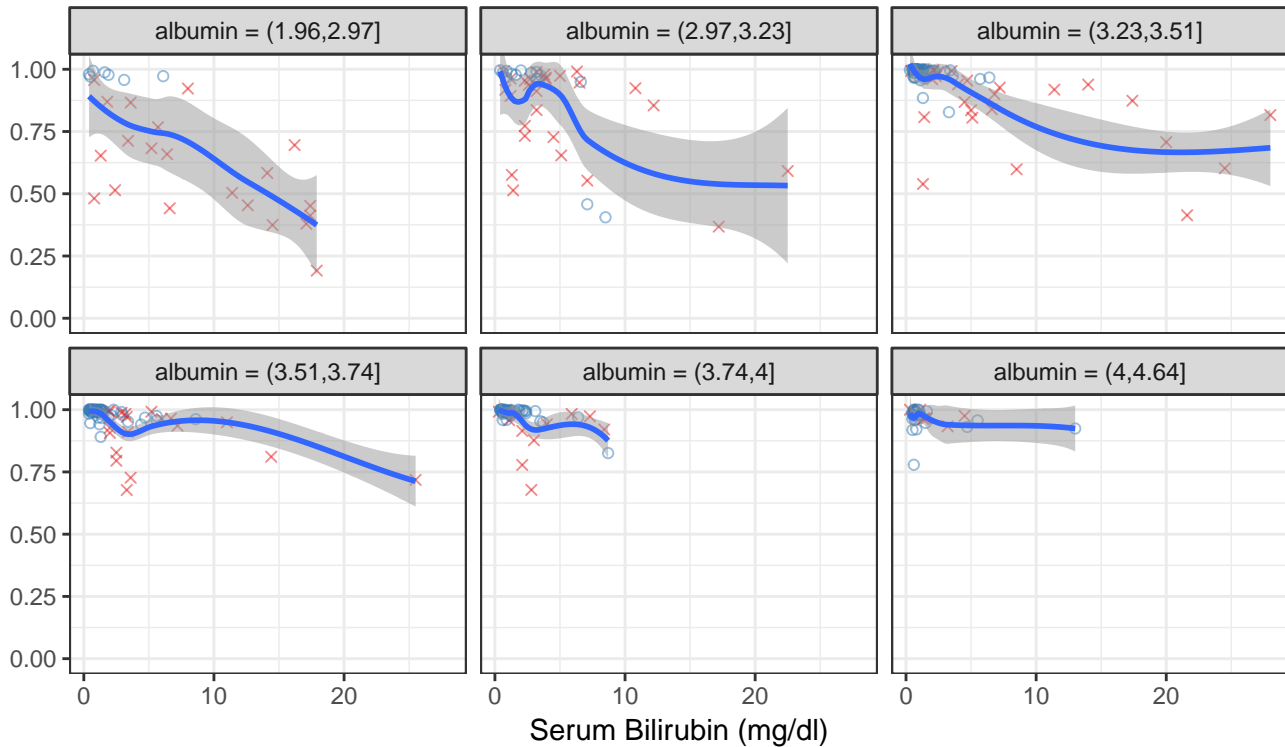 albumin = (1.96,2.97] albumin = (2.97,3.23] albumin = (3.23,3.51]
1.00
0.75
0.50
0.25
0.00
albumin = (3.51,3.74] albumin = (3.74,4] albumin = (4,4.64]
1.00
0.75
0.50
0.25
0.00
0 10 20 0 10 20 0 10 20
Serum Bilirubin (mg/dl)